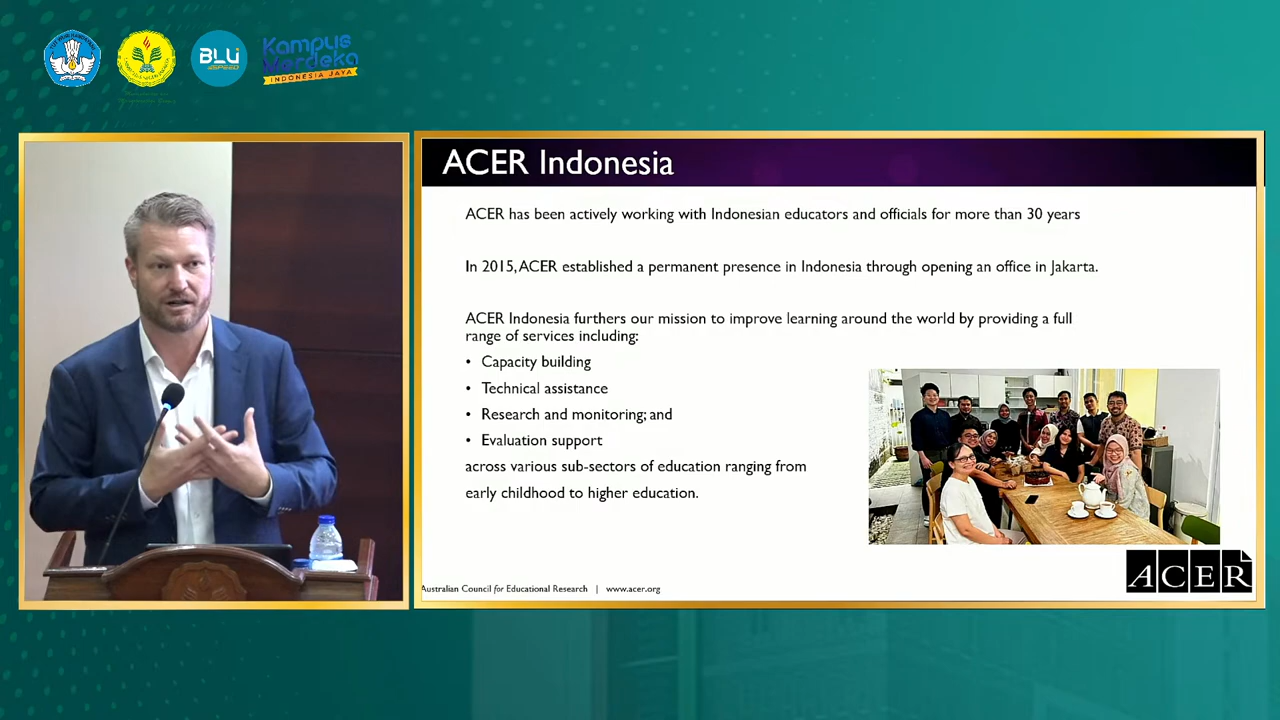 BLU
SPEED
Kampus
Merdeka
INDONESIA JAYA
ACER Indonesia
ACER has been actively working with Indonesian educators and officials for more than 30 years
In 2015, ACER established a permanent presence in Indonesia through opening an office in Jakarta.
ACER Indonesia furthers our mission to improve learning around the world by providing a full
range of services including:
• Capacity building
• Technical assistance
• Research and monitoring; and
• Evaluation support
across various sub-sectors of education ranging from
early childhood to higher education.
Australian Council for Educational Research | www.acer.org
ACER